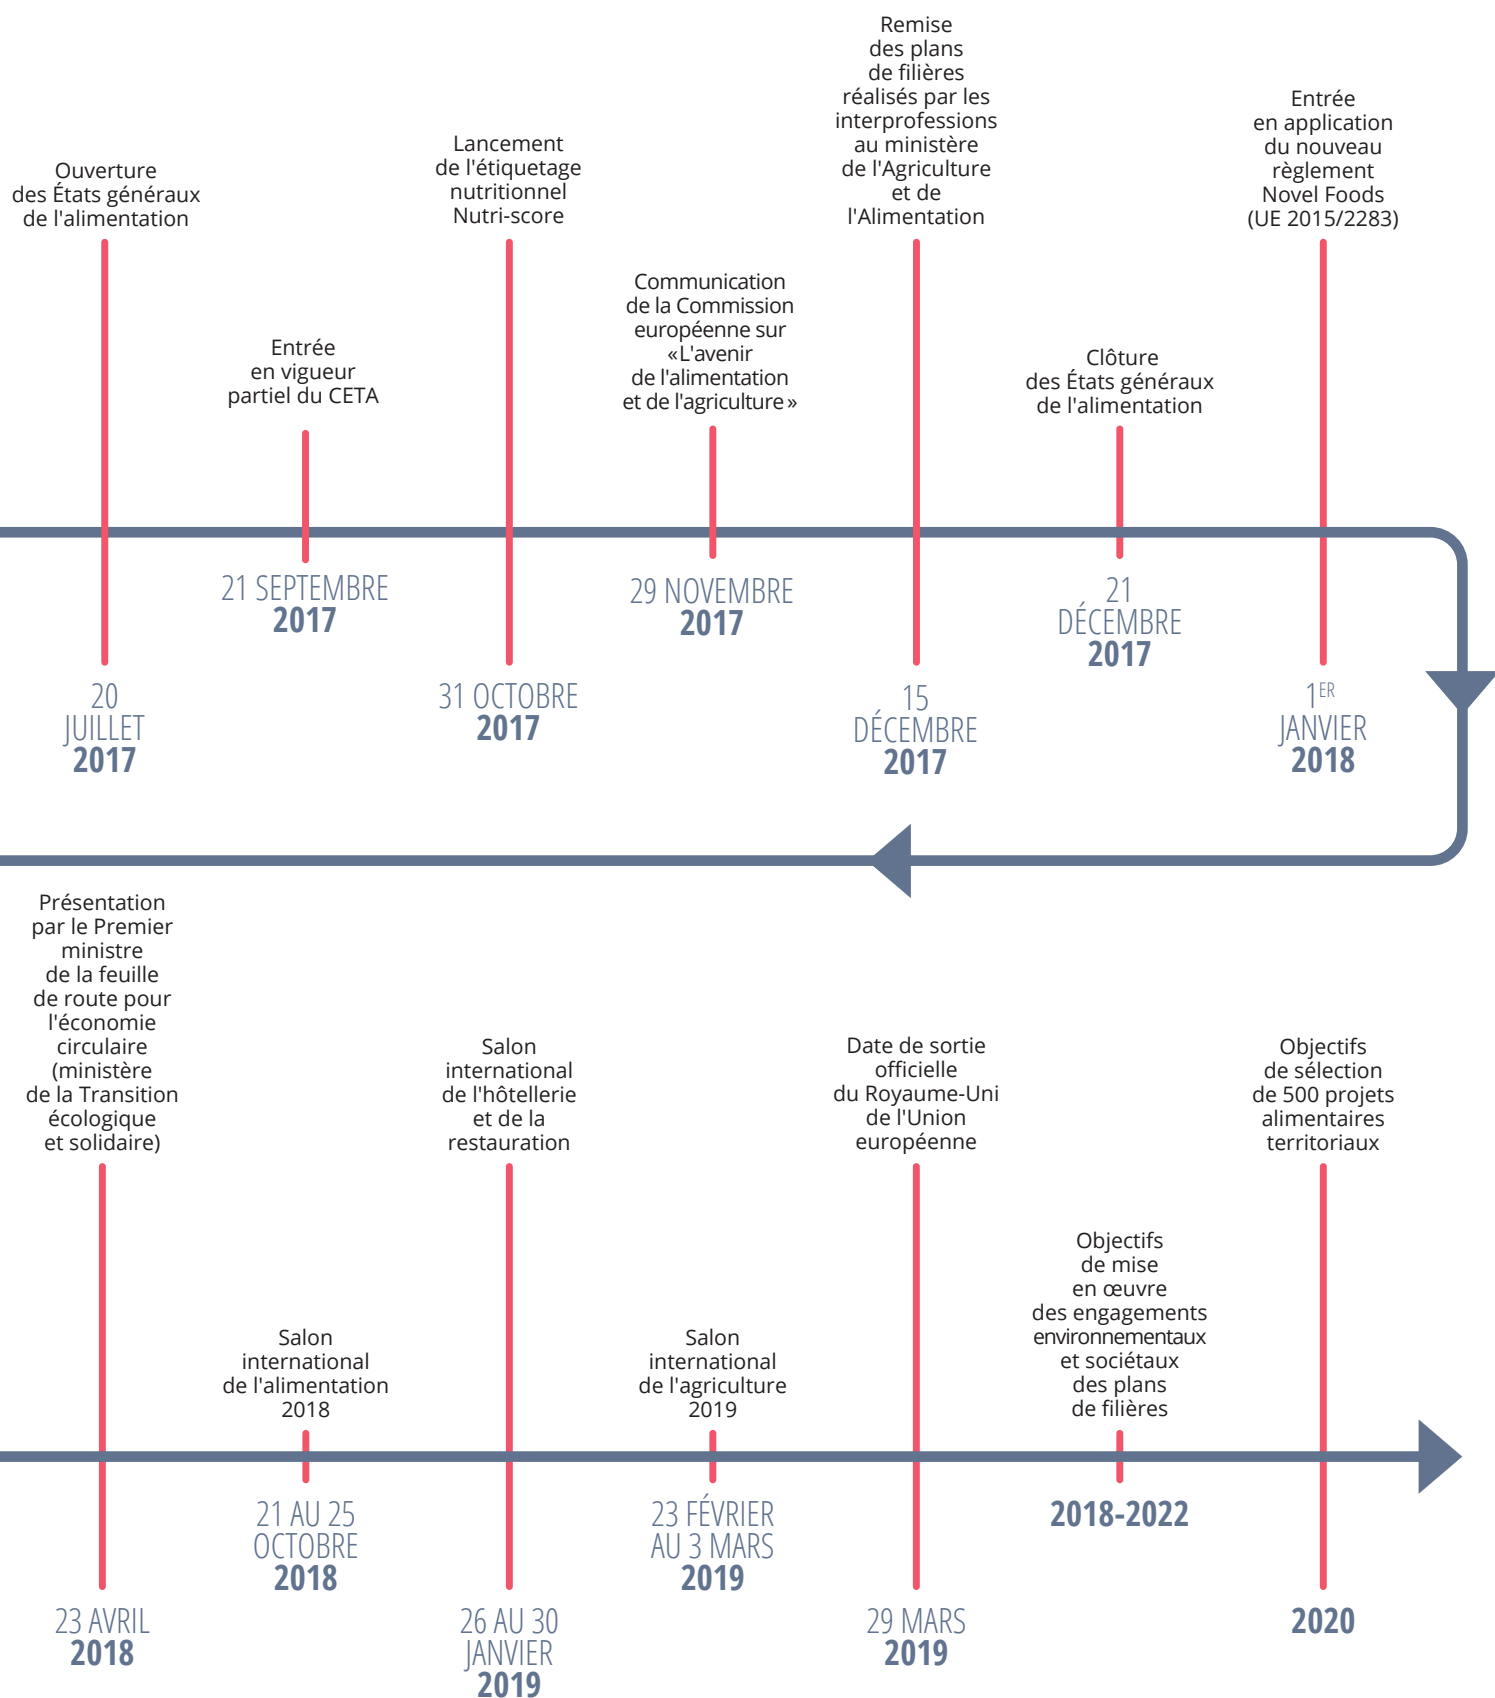 Ouverture
des États généraux
de l'alimentation
20
JUILLET
2017
Entrée
en vigueur
partiel du CETA
21 SEPTEMBRE
2017
Lancement
de l'étiquetage
nutritionnel
Nutri-score
31 OCTOBRE
2017
Communication
de la Commission
européenne sur
«L'avenir
de l'alimentation
et de l'agriculture»
29 NOVEMBRE
2017
Remise
des plans
de filières
réalisés par les
interprofessions
au ministère
de l'Agriculture
et de
l'Alimentation
15
DÉCEMBRE
2017
Clôture
des États généraux
de l'alimentation
21
DÉCEMBRE
2017
Entrée
en application
du nouveau
règlement
Novel Foods
(UE 2015/2283)
1ER
JANVIER
2018
Présentation
par le Premier
ministre
de la feuille
de route pour
l'économie
circulaire
(ministère
de la Transition
écologique
et solidaire)
23 AVRIL
2018
Salon
international
de l'alimentation
2018
21 AU 25
OCTOBRE
2018
Salon
international
de l'hôtellerie
et de la
restauration
26 AU 30
JANVIER
2019
Salon
international
de l'agriculture
2019
23 FÉVRIER
AU 3 MARS
2019
Date de sortie
officielle
du Royaume-Uni
de l'Union
européenne
29 MARS
2019
Objectifs
de mise
en œuvre
des engagements
environnementaux
et sociétaux
des plans
de filières
2018-2022
Objectifs
de sélection
de 500 projets
alimentaires
territoriaux
2020